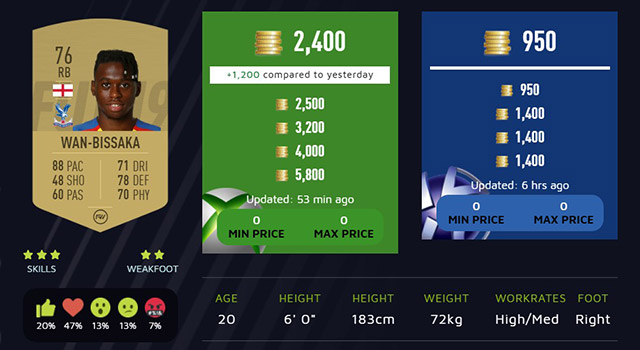 76
RB
WAN-BISSAKA
88 PAC 71 DRI
48 SHO 78 DEF
60 PAS 70 PHY
SKILLS WEAKFOOT
20% 47% 13% 13% 7%
2,400
+1,200 compared to yesterday
2,500
3,200
4,000
5,800
Updated: 53 min ago
0 0
MIN PRICE MAX PRICE
950
950
1,400
1,400
1,400
Updated: 6 hrs ago
0 0
MIN PRICE MAX PRICE
AGE HEIGHT HEIGHT WEIGHT WORKRATES FOOT
20 6' 0" 183cm 72kg High/Med Right